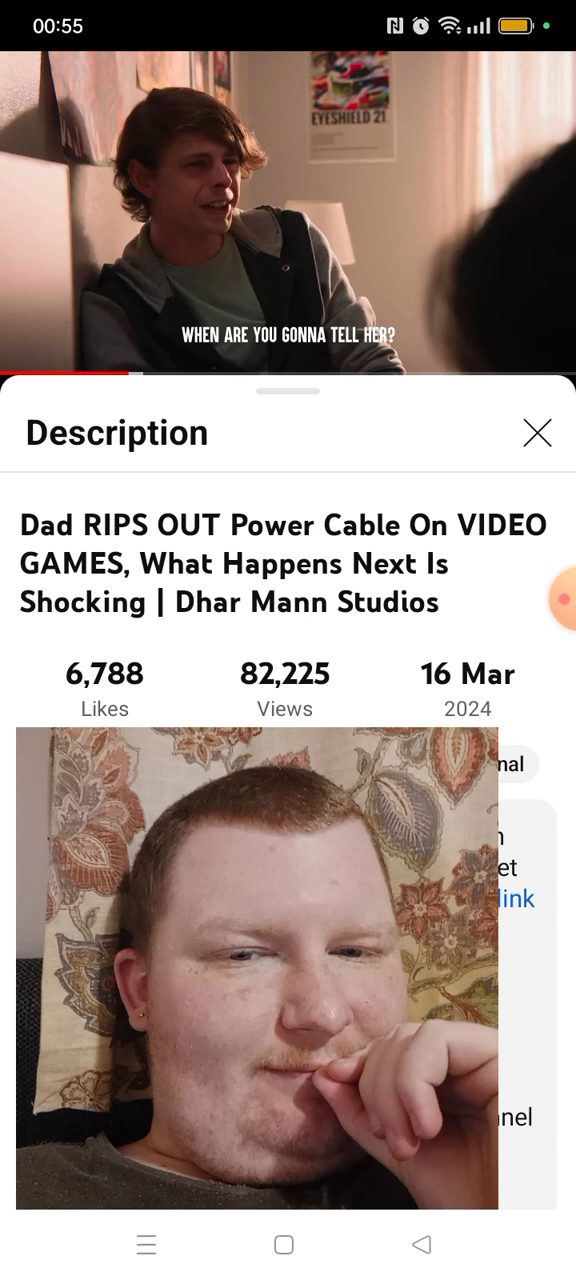 00:55
EYESHIELD 21
WHEN ARE YOU GONNA TELL HER?
Description
Dad RIPS OUT Power Cable On VIDEO
GAMES, What Happens Next Is
Shocking | Dhar Mann Studios
6,788
82,225
16 Mar
Likes
Views
2024
nal
et
link
nnel